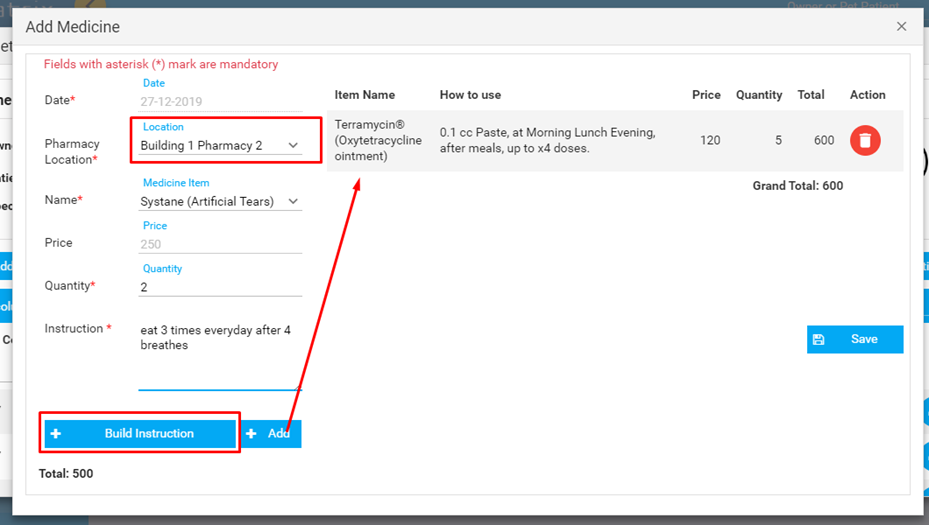 Owner or Pet Patient
Add Medicine
Fields with asterisk (*) mark are mandatory
Date
Date*
27-12-2019
Location
Pharmacy
Location*
Building 1 Pharmacy 2
Medicine Item
Name*
Systane (Artificial Tears)
Price
Price
250
Quantity
Quantity*
2
Instruction *
eat 3 times everyday after 4
breathes
Build Instruction
Add
Total: 500
Item Name How to use Price Quantity Total Action
Terramycin®
(Oxytetracycline
ointment)
0.1 cc Paste, at Morning Lunch Evening,
after meals, up to x4 doses.
120 5 600
Grand Total: 600
Save